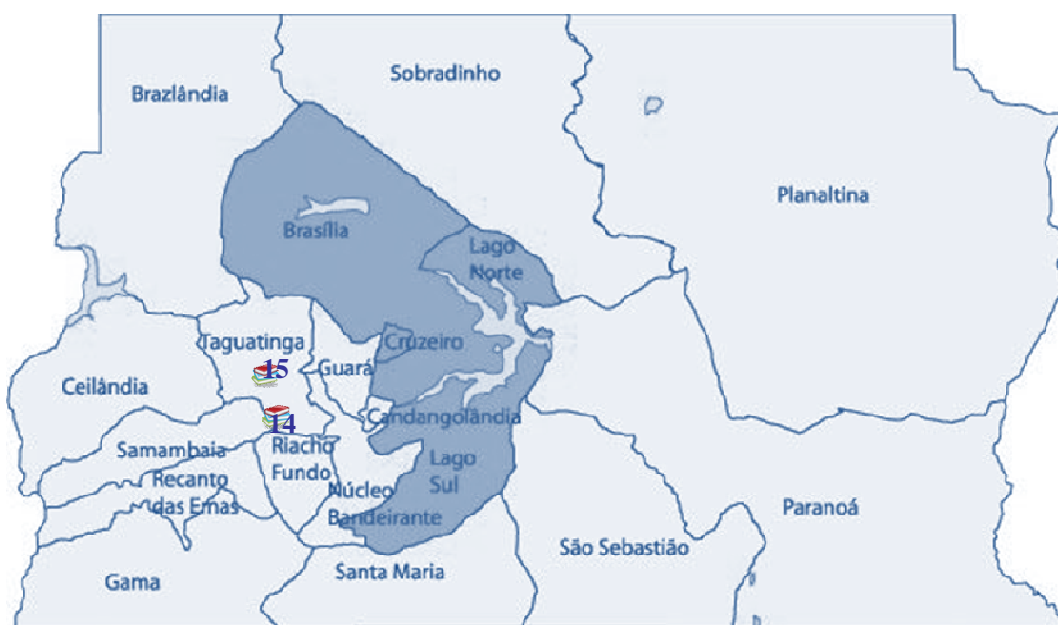 Sobradinho
Brazlândia
Planaltina
Brasília
Lago
Norte
Taguatinga
Cruzeiro
Guará
15
Ceilândia
Candangolândia
14
Samambaia
Riacho
Fundo
Lago
Sul
Recanto
das Emas
Núcleo
Bandeirante
Paranoá
São Sebastião
Santa Maria
Gama